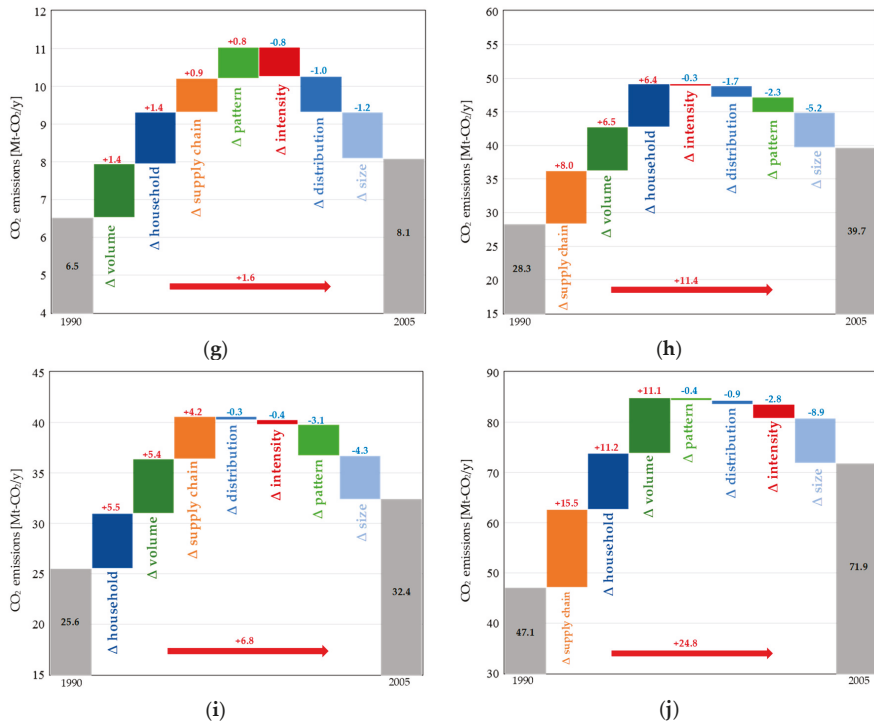 CO₂ emissions [Mt-CO₂/y]
12
11
10
9
8
7
6
5
4
6.5
+1.4
Δ volume
+1.4
Δ household
+0.9
Δ supply chain
+0.8
Δ pattern
-0.8
Δ intensity
-1.0
Δ distribution
-1.2
Δ size
8.1
+1.6
1990
2005
(g)
CO₂ emissions [Mt-CO₂/y]
60
55
50
45
40
35
30
25
20
15
28.3
+8.0
Δ supply chain
+6.5
Δ volume
+6.4
Δ household
-0.3
Δ intensity
-1.7
Δ distribution
-2.3
Δ pattern
-5.2
Δ size
39.7
+11.4
1990
2005
(h)
CO₂ emissions [Mt-CO₂/y]
45
40
35
30
25
20
15
25.6
+5.5
Δ household
+5.4
Δ volume
+4.2
Δ supply chain
-0.3
Δ distribution
-0.4
Δ intensity
-3.1
Δ pattern
-4.3
Δ size
32.4
+6.8
1990
2005
(i)
CO₂ emissions [Mt-CO₂/y]
90
80
70
60
50
40
30
47.1
+15.5
Δ supply chain
+11.2
Δ household
+11.1
Δ volume
-0.4
Δ pattern
-0.9
Δ distribution
-2.8
Δ intensity
-8.9
Δ size
71.9
+24.8
1990
2005
(j)